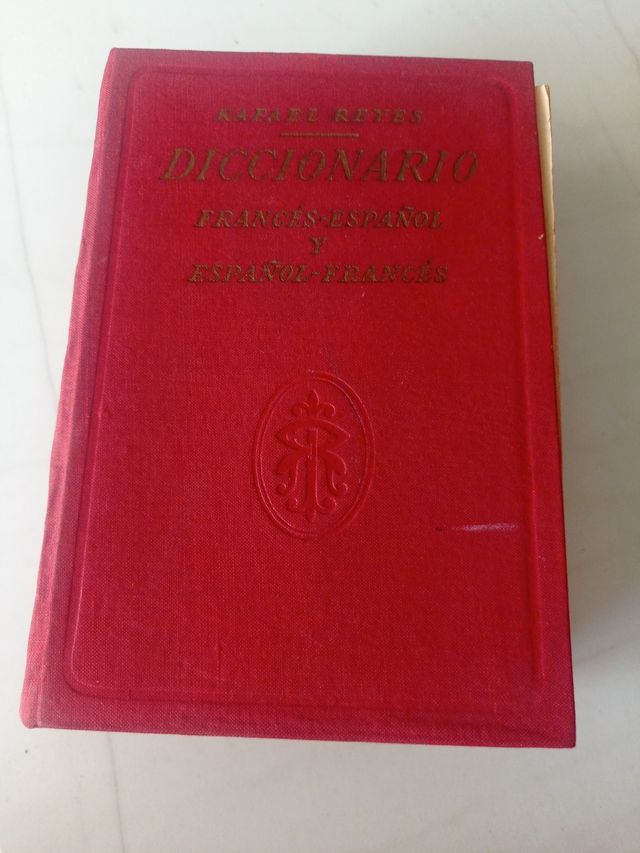 RAFAEL REYES
DICCIONARIO
FRANCÉS-ESPAÑOL
Y
ESPAÑOL-FRANCÉS